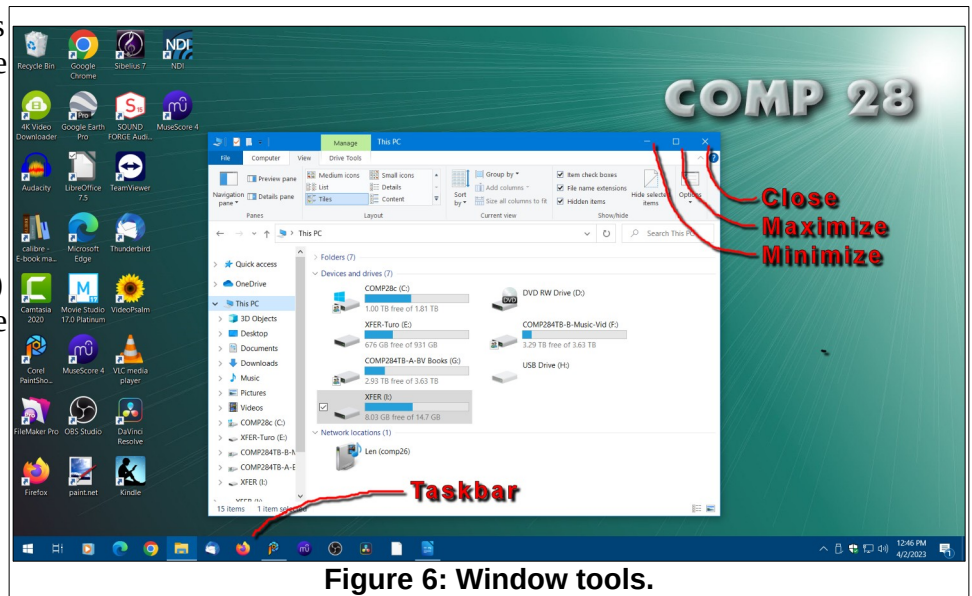 s
e
)
e
Recycle Bin
Google
Chrome
Sibelius 7
NDI
NDI
4K Video
Downloader
Pro
Google Earth
Pro
S
15
SOUND
FORGE Audi...
MuseScore 4
Audacity
LibreOffice
7.5
TeamViewer
calibre -
E-book ma...
Microsoft
Edge
Thunderbird
Camtasia
2020
M
17.0
Movie Studio
17.0 Platinum
VideoPsalm
Corel
PaintSho...
MuseScore 4
VLC media
player
FileMaker Pro
OBS Studio
DaVinci
Resolve
Firefox
paint.net
Kindle
COMP 28
Manage
This PC
File
Computer
View
Drive Tools
Navigation
pane
Preview pane
Details pane
Panes
Medium icons
Small icons
List
Details
Tiles
Content
Layout
Sort
by
Group by
Add columns
Size all columns to fit
Current view
Item check boxes
File name extensions
Hidden items
Hide selected
items
Show/hide
Options
This PC
Search This PC
Quick access
OneDrive
This PC
3D Objects
Desktop
Documents
Downloads
Music
Pictures
Videos
COMP28c (C:)
XFER-Turo (E:)
COMP284TB-B-M
COMP284TB-A-B
XFER (I:)
Folders (7)
Devices and drives (7)
COMP28c (C:)
1.00 TB free of 1.81 TB
DVD
DVD RW Drive (D:)
XFER-Turo (E:)
676 GB free of 931 GB
COMP284TB-B-Music-Vid (F:)
3.29 TB free of 3.63 TB
COMP284TB-A-BV Books (G:)
2.93 TB free of 3.63 TB
USB Drive (H:)
XFER (I:)
8.03 GB free of 14.7 GB
Network locations (1)
Len (comp26)
15 items
1 item selected
Close
Maximize
Minimize
Taskbar
12:46 PM
4/2/2023
Figure 6: Window tools.